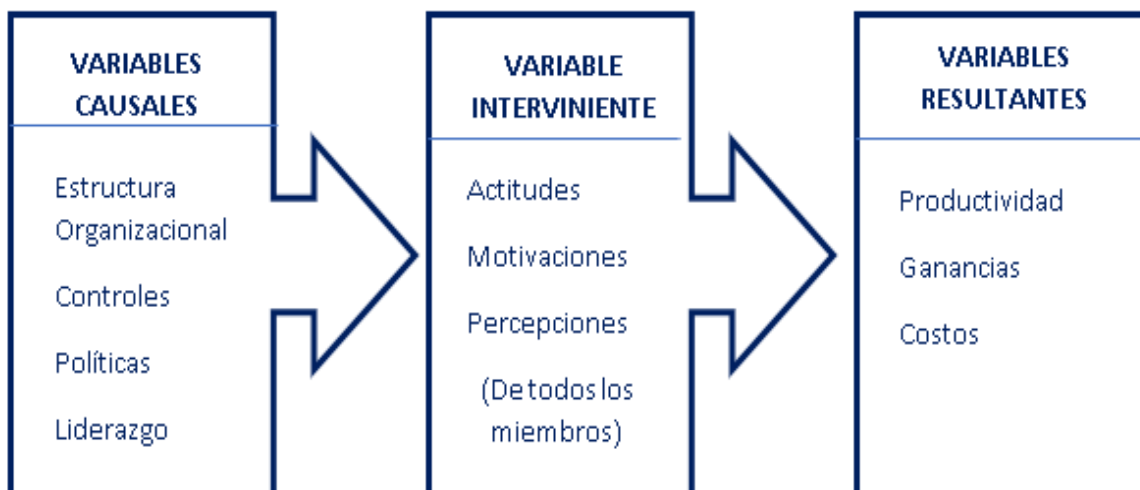 VARIABLES
CAUSALES
Estructura
Organizacional
Controles
Políticas
Liderazgo
VARIABLE
INTERVINIENTE
Actitudes
Motivaciones
Percepciones
(De todos los
miembros)
VARIABLES
RESULTANTES
Productividad
Ganancias
Costos